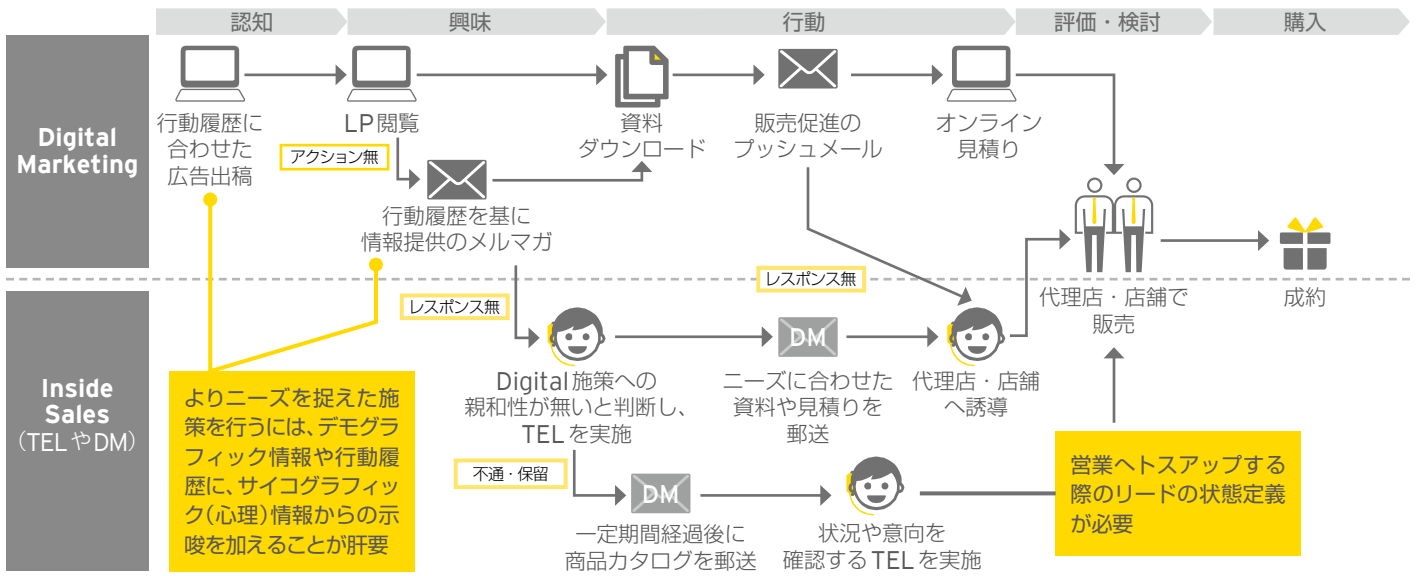 認知
興味
行動
評価・検討
購入
Digital
Marketing
行動履歴に
合わせた
広告出稿
LP閲覧
アクション無
行動履歴を基に
情報提供のメルマガ
資料
ダウンロード
販売促進の
プッシュメール
オンライン
見積り
代理店・店舗で
販売
成約
Inside
Sales
(TELやDM)
よりニーズを捉えた施
策を行うには、デモグラ
フィック情報や行動履
歴に、サイコグラフィッ
ク(心理)情報からの示
唆を加えることが肝要
レスポンス無
Digital施策への
親和性が無いと判断し、
TELを実施
DM
ニーズに合わせた
資料や見積りを
郵送
レスポンス無
代理店・店舗
へ誘導
不通・保留
DM
一定期間経過後に
商品カタログを郵送
状況や意向を
確認するTELを実施
営業へトスアップする
際のリードの状態定義
が必要